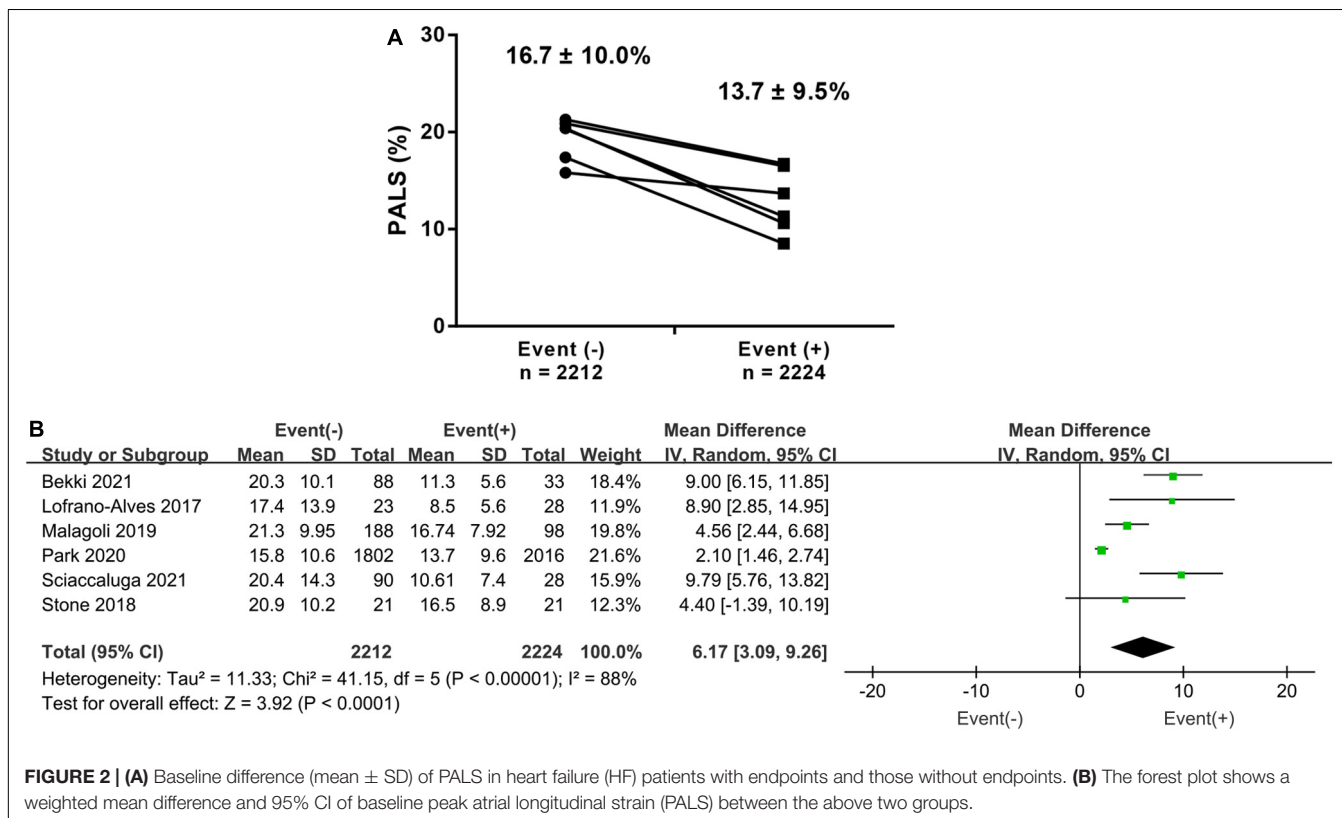 A
30
16.7 ± 10.0%
13.7 ± 9.5%
20
PALS (%)
10
0
Event (-) Event (+)
n = 2212 n = 2224
B
Event(-) Event(+) Mean Difference Mean Difference
Study or Subgroup Mean SD Total Mean SD Total Weight IV, Random, 95% CI IV, Random, 95% CI
Bekki 2021 20.3 10.1 88 11.3 5.6 33 18.4% 9.00 [6.15, 11.85]
Lofrano-Alves 2017 17.4 13.9 23 8.5 5.6 28 11.9% 8.90 [2.85, 14.95]
Malagoli 2019 21.3 9.95 188 16.74 7.92 98 19.8% 4.56 [2.44, 6.68]
Park 2020 15.8 10.6 1802 13.7 9.6 2016 21.6% 2.10 [1.46, 2.74]
Sciaccaluga 2021 20.4 14.3 90 10.61 7.4 28 15.9% 9.79 [5.76, 13.82]
Stone 2018 20.9 10.2 21 16.5 8.9 21 12.3% 4.40 [-1.39, 10.19]
Total (95% CI) 2212 2224 100.0% 6.17 [3.09, 9.26]
Heterogeneity: Tau² = 11.33; Chi² = 41.15, df = 5 (P < 0.00001); I² = 88%
Test for overall effect: Z = 3.92 (P < 0.0001)
-20 -10 0 10 20
Event(-) Event(+)
FIGURE 2 | (A) Baseline difference (mean ± SD) of PALS in heart failure (HF) patients with endpoints and those without endpoints. (B) The forest plot shows a
weighted mean difference and 95% CI of baseline peak atrial longitudinal strain (PALS) between the above two groups.